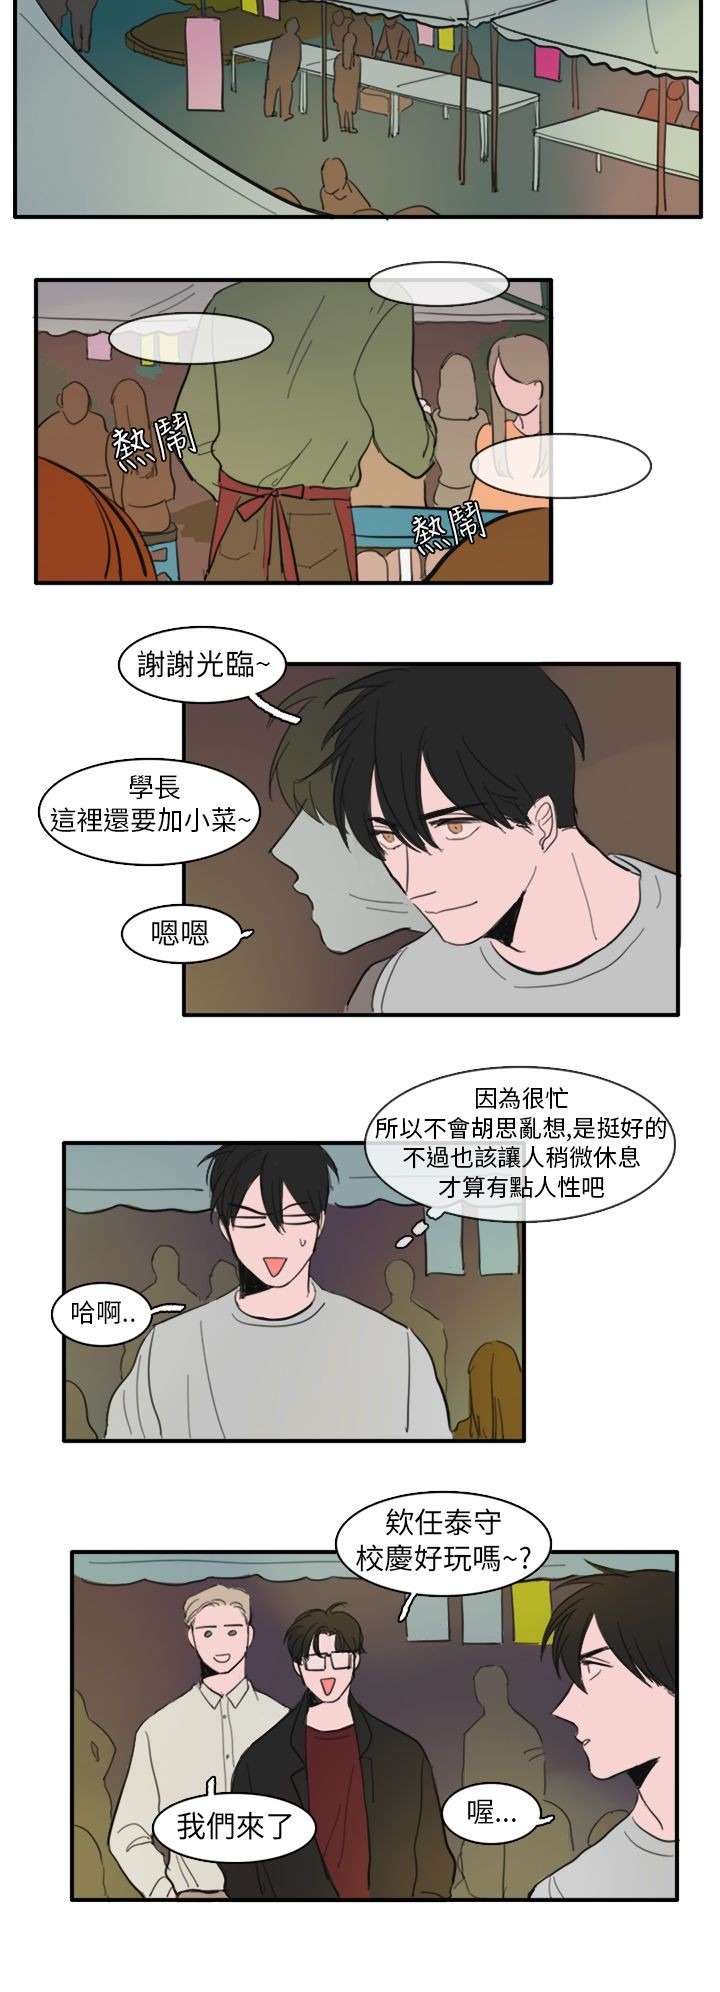 熱鬧
熱鬧
謝謝光臨~
學長
這裡還要加小菜~
嗯嗯
因為很忙
所以不會胡思亂想,是挺好的
不過也該讓人稍微休息
才算有點人性吧
哈啊..
欸任泰守
校慶好玩嗎~?
我們來了
喔...